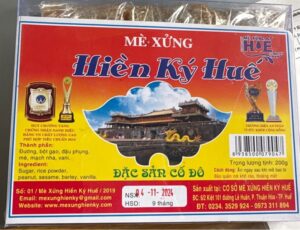 MÈ XỬNG
Hiền Ký Huế
HUẾ
Thành phần:
Đường, bột gạo, đậu phụng,
mè, mạch nha, vani.
Ingredient:
Sugar, rice powder,
peanut, sesame, barley, vanilla.
ĐẶC SẢN CỐ ĐÔ
Trọng lượng tịnh: 200g
NSX: 04-11-2024
HSD: 9 tháng
Số: 01 / Mè Xửng Hiền Ký Huế / 2019
Email: mexunghienky@gmail.com
Website: mexunghienky.com
Sản xuất tại: CƠ SỞ MÈ XỬNG HIỀN KÝ HUẾ
ĐT: 0234. 3529 924 - 0973 311 894